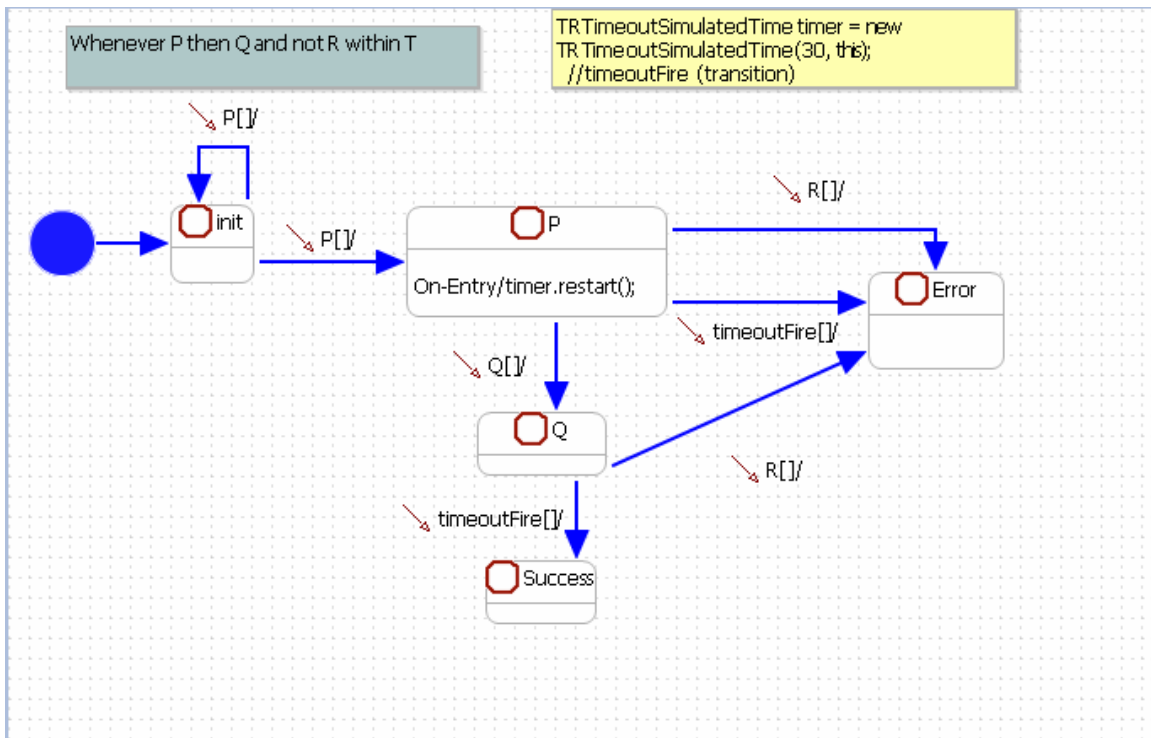 Whenever P then Q and not R within T
TRTimeoutSimulatedTime timer = new
TRTimeoutSimulatedTime(30, this);
//timeoutFire (transition)
P[]/
init
P[]/
P
On-Entry/timer.restart();
R[]/
Error
timeoutFire[]/
Q[]/
Q
R[]/
timeoutFire[]/
Success